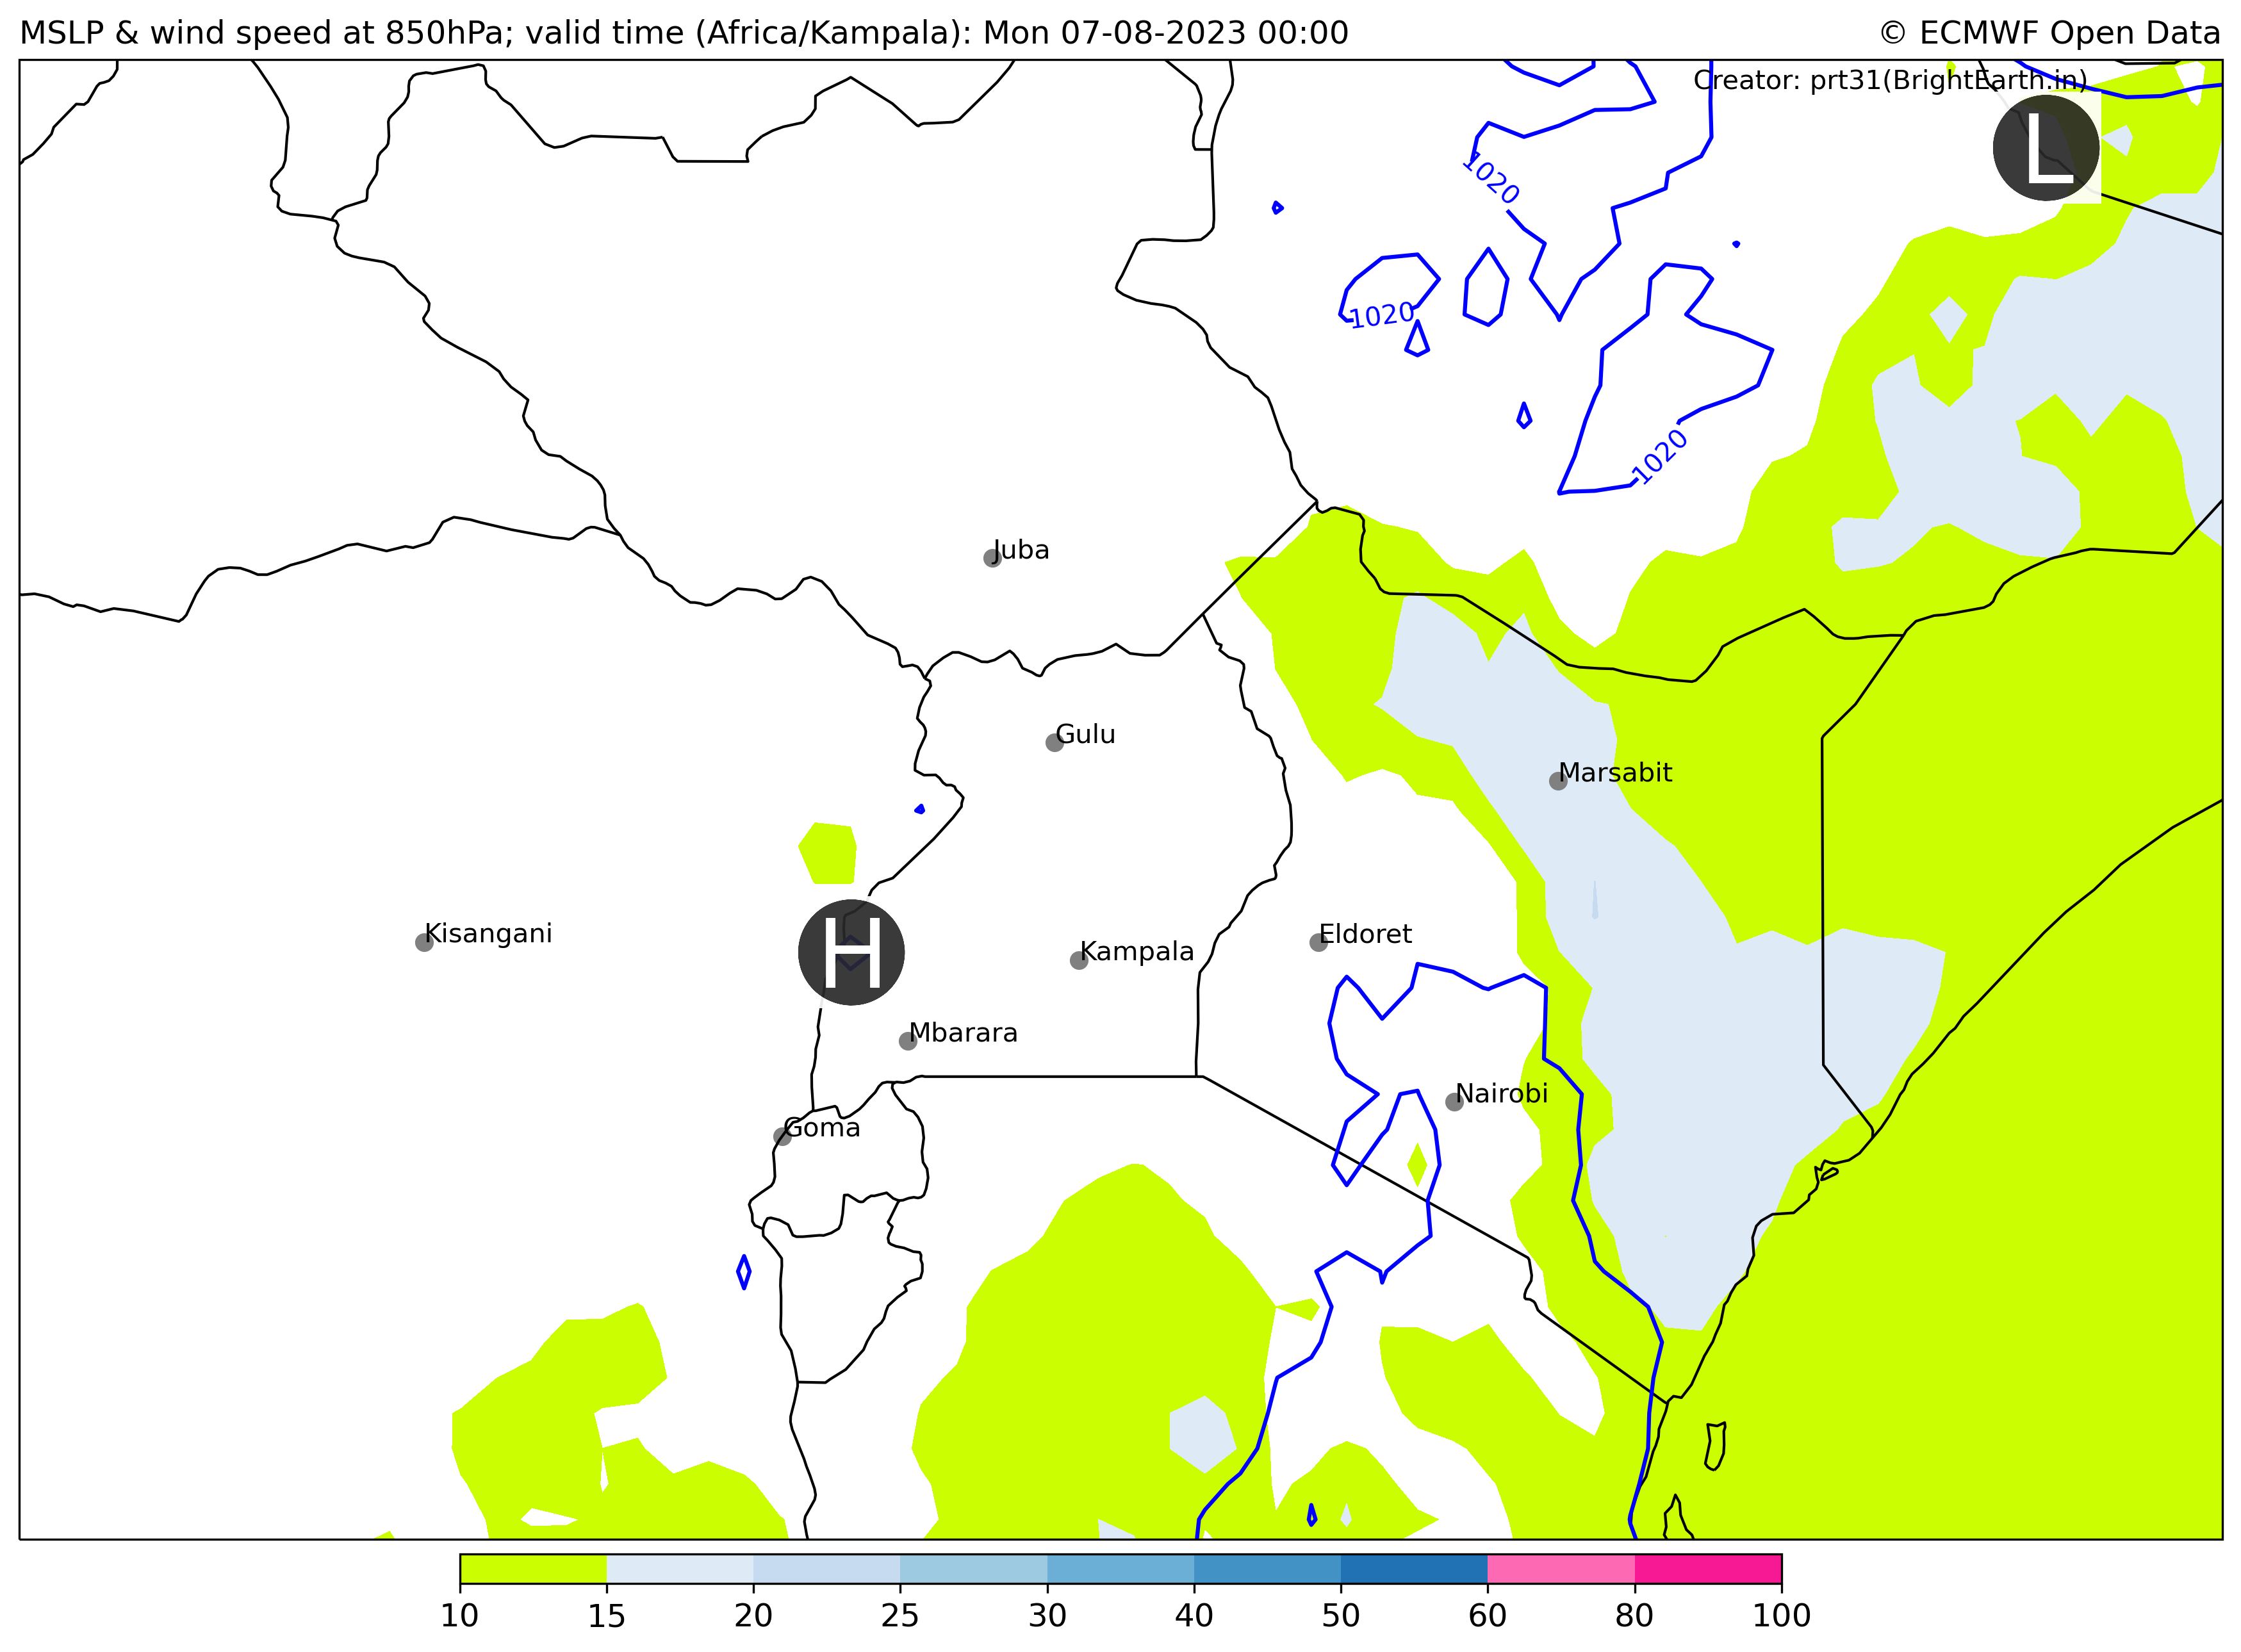 MSLP & wind speed at 850hPa; valid time (Africa/Kampala): Mon 07-08-2023 00:00
© ECMWF Open Data
Creator: prt31(BrightEarth.in)
L
1020
1020
1020
Juba
Gulu
Marsabit
Kisangani
H
Kampala
Eldoret
Mbarara
Nairobi
Goma
10 15 20 25 30 40 50 60 80 100